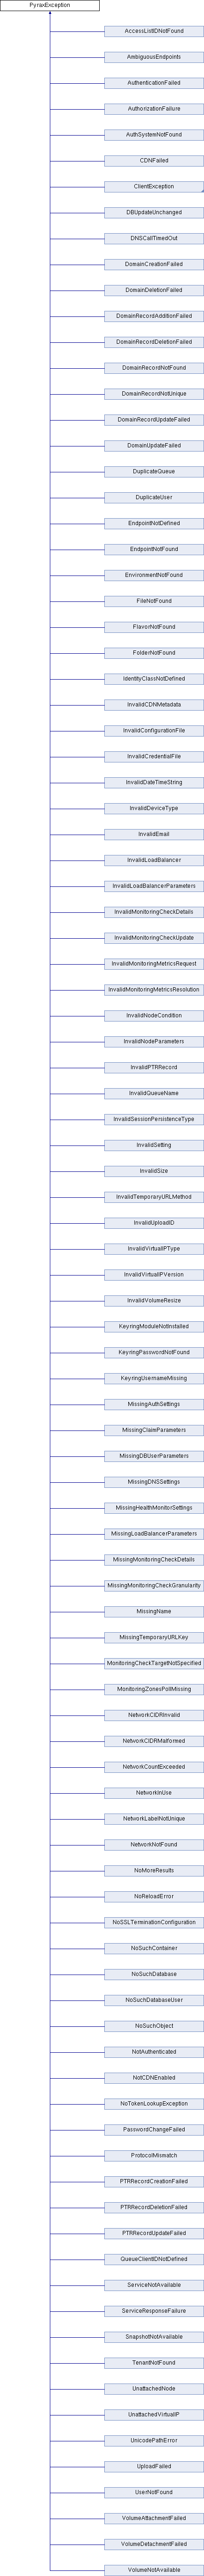 PyraxException
AccessListIDNotFound
AmbiguousEndpoints
AuthenticationFailed
AuthorizationFailure
AuthSystemNotFound
CDNFailed
ClientException
DBUpdateUnchanged
DNSCallTimedOut
DomainCreationFailed
DomainDeletionFailed
DomainRecordAdditionFailed
DomainRecordDeletionFailed
DomainRecordNotFound
DomainRecordNotUnique
DomainRecordUpdateFailed
DomainUpdateFailed
DuplicateQueue
DuplicateUser
EndpointNotDefined
EndpointNotFound
EnvironmentNotFound
FileNotFound
FlavorNotFound
FolderNotFound
IdentityClassNotDefined
InvalidCDNMetadata
InvalidConfigurationFile
InvalidCredentialFile
InvalidDateTimeString
InvalidDeviceType
InvalidEmail
InvalidLoadBalancer
InvalidLoadBalancerParameters
InvalidMonitoringCheckDetails
InvalidMonitoringCheckUpdate
InvalidMonitoringMetricsRequest
InvalidMonitoringMetricsResolution
InvalidNodeCondition
InvalidNodeParameters
InvalidPTRRecord
InvalidQueueName
InvalidSessionPersistenceType
InvalidSetting
InvalidSize
InvalidTemporaryURLMethod
InvalidUploadID
InvalidVirtualIPType
InvalidVirtualIPVersion
InvalidVolumeResize
KeyringModuleNotInstalled
KeyringPasswordNotFound
KeyringUsernameMissing
MissingAuthSettings
MissingClaimParameters
MissingDBUserParameters
MissingDNSSettings
MissingHealthMonitorSettings
MissingLoadBalancerParameters
MissingMonitoringCheckDetails
MissingMonitoringCheckGranularity
MissingName
MissingTemporaryURLKey
MonitoringCheckTargetNotSpecified
MonitoringZonesPollMissing
NetworkCIDRInvalid
NetworkCIDRMalformed
NetworkCountExceeded
NetworkInUse
NetworkLabelNotUnique
NetworkNotFound
NoMoreResults
NoReloadError
NoSSLTerminationConfiguration
NoSuchContainer
NoSuchDatabase
NoSuchDatabaseUser
NoSuchObject
NotAuthenticated
NotCDNEnabled
NoTokenLookupException
PasswordChangeFailed
ProtocolMismatch
PTRRecordCreationFailed
PTRRecordDeletionFailed
PTRRecordUpdateFailed
QueueClientIDNotDefined
ServiceNotAvailable
ServiceResponseFailure
SnapshotNotAvailable
TenantNotFound
UnattachedNode
UnattachedVirtualIP
UnicodePathError
UploadFailed
UserNotFound
VolumeAttachmentFailed
VolumeDetachmentFailed
VolumeNotAvailable